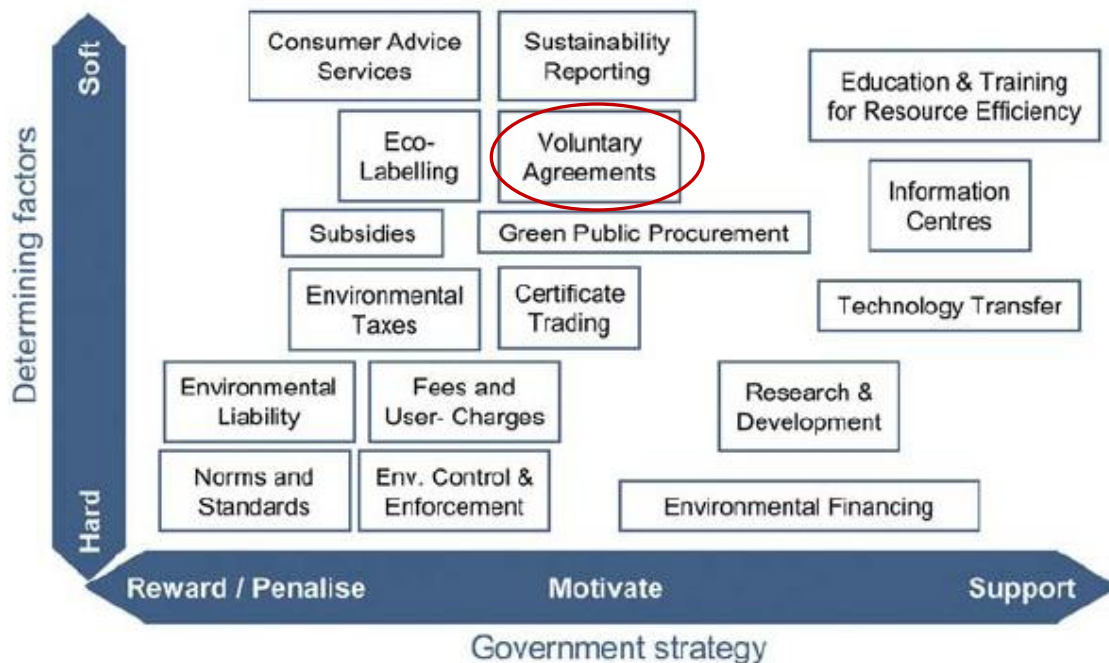 Soft
Determining factors
Hard
Consumer Advice
Services
Sustainability
Reporting
Education & Training
for Resource Efficiency
Eco-
Labelling
Voluntary
Agreements
Information
Centres
Subsidies
Green Public Procurement
Environmental
Taxes
Certificate
Trading
Technology Transfer
Environmental
Liability
Fees and
User- Charges
Research &
Development
Norms and
Standards
Env. Control &
Enforcement
Environmental Financing
Reward / Penalise
Motivate
Support
Government strategy